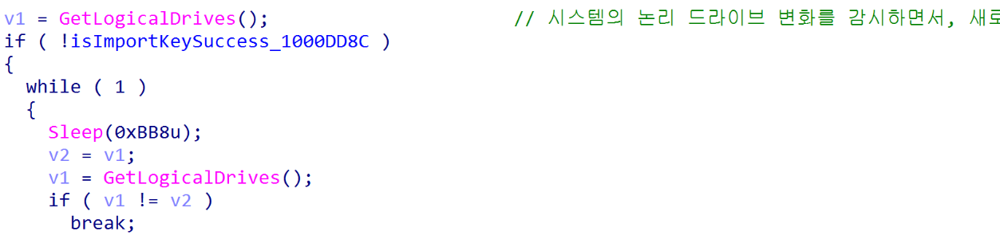 v1 = GetLogicalDrives(); // 시스템의 논리 드라이브 변화를 감시하면서, 새로
if ( !isImportKeySuccess_1000DD8C )
{
while ( 1 )
{
Sleep(0xBB8u);
v2 = v1;
v1 = GetLogicalDrives();
if ( v1 != v2 )
break;